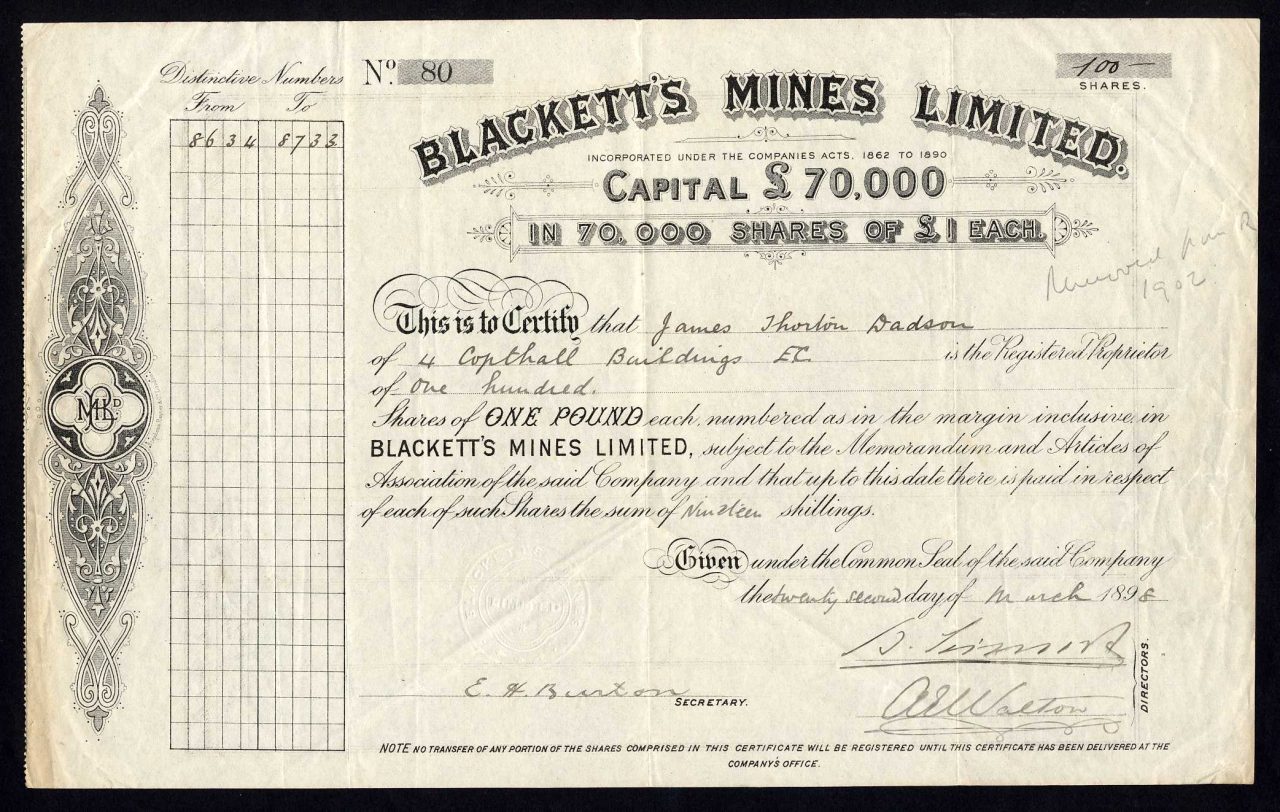 Distinctive Numbers
From To
8634 8733
No. 80
100 —
SHARES.
BLACKETT'S MINES LIMITED.
INCORPORATED UNDER THE COMPANIES ACTS, 1862 TO 1890
CAPITAL £ 70,000
IN 70,000 SHARES OF £1 EACH.
Removed from
1902
This is to Certify that James Thorton Dadson
of 4 Copthall Buildings EC is the Registered Proprietor
of One hundred.
Shares of ONE POUND each, numbered as in the margin inclusive, in
BLACKETT'S MINES LIMITED, subject to the Memorandum and Articles of
Association of the said Company and that up to this date there is paid in respect
of each of such Shares the sum of Nineteen shillings.
Given under the Common Seal of the said Company
the twenty second day of March 1898
E. H. Burton
SECRETARY.
A E Walton
DIRECTORS.
NOTE NO TRANSFER OF ANY PORTION OF THE SHARES COMPRISED IN THIS CERTIFICATE WILL BE REGISTERED UNTIL THIS CERTIFICATE HAS BEEN DELIVERED AT THE
COMPANY'S OFFICE.